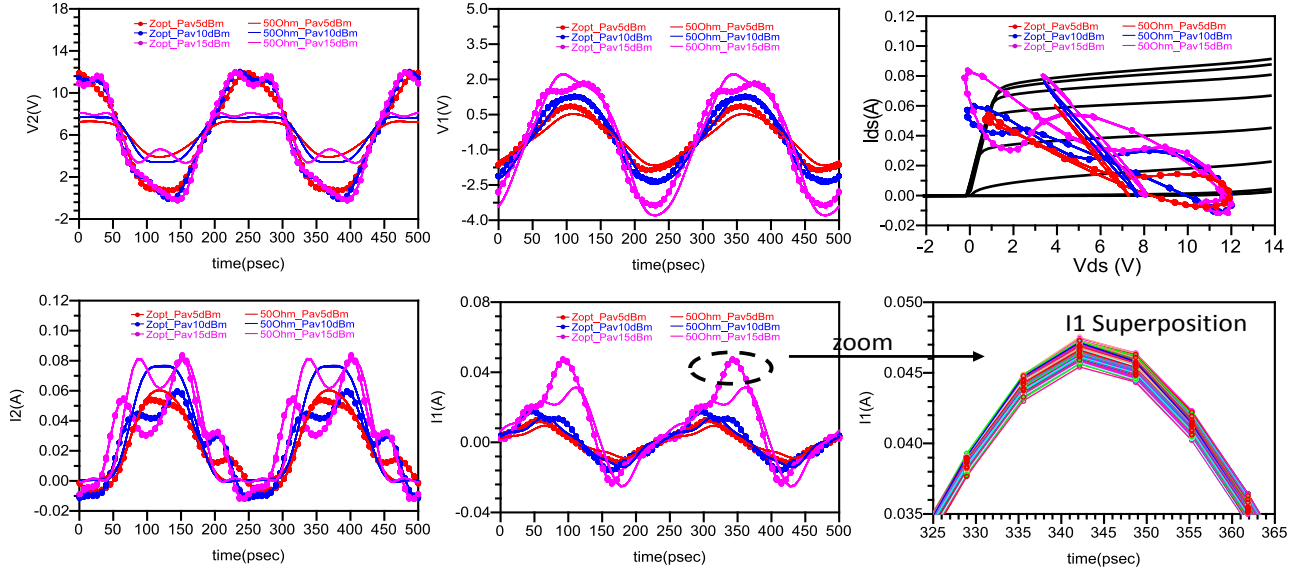 V2(V)
18
14
10
6
2
-2
Zopt_Pav5dBm 50Ohm_Pav5dBm
Zopt_Pav10dBm 50Ohm_Pav10dBm
Zopt_Pav15dBm 50Ohm_Pav15dBm
0 50 100 150 200 250 300 350 400 450 500
time(psec)
V1(V)
5.0
2.0
-1.0
-4.0
Zopt_Pav5dBm 50Ohm_Pav5dBm
Zopt_Pav10dBm 50Ohm_Pav10dBm
Zopt_Pav15dBm 50Ohm_Pav15dBm
0 50 100 150 200 250 300 350 400 450 500
time(psec)
Ids(A)
0.12
0.10
0.08
0.06
0.04
0.02
0.00
-0.02
Zopt_Pav5dBm 50Ohm_Pav5dBm
Zopt_Pav10dBm 50Ohm_Pav10dBm
Zopt_Pav15dBm 50Ohm_Pav15dBm
-2 0 2 4 6 8 10 12 14
Vds (V)
I2(A)
0.12
0.10
0.08
0.06
0.04
0.02
0.00
-0.02
Zopt_Pav5dBm 50Ohm_Pav5dBm
Zopt_Pav10dBm 50Ohm_Pav10dBm
Zopt_Pav15dBm 50Ohm_Pav15dBm
0 50 100 150 200 250 300 350 400 450 500
time(psec)
I1(A)
0.08
0.04
0.00
-0.04
Zopt_Pav5dBm 50Ohm_Pav5dBm
Zopt_Pav10dBm 50Ohm_Pav10dBm
Zopt_Pav15dBm 50Ohm_Pav15dBm
0 50 100 150 200 250 300 350 400 450 500
time(psec)
zoom
I1 Superposition
I1(A)
0.050
0.045
0.040
0.035
325 330 335 340 345 350 355 360 365
time(psec)